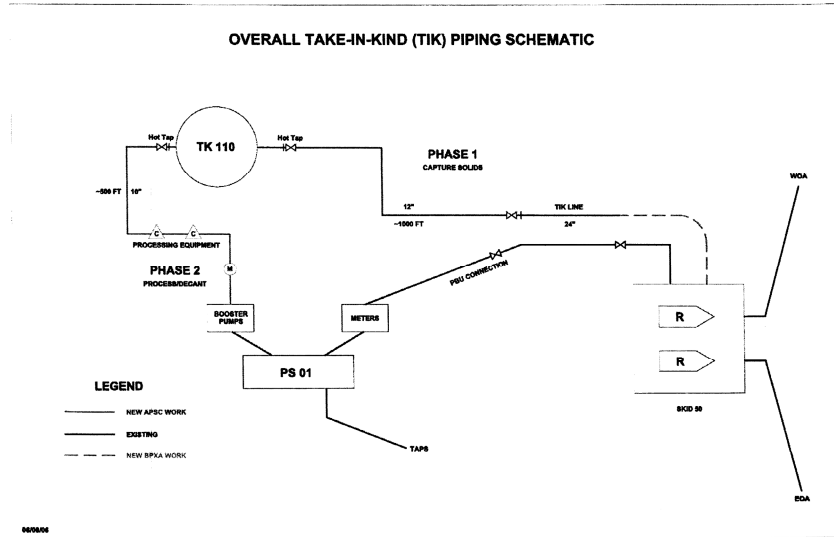 OVERALL TAKE-IN-KIND (TIK) PIPING SCHEMATIC
Hot Tap
TK 110
Hot Tap
PHASE 1
CAPTURE SOLIDS
WOA
~500 FT
10"
12"
~1000 FT
TIK LINE
24"
C
C
PROCESSING EQUIPMENT
PHASE 2
PROCESS/DECANT
M
PBU CONNECTION
BOOSTER
PUMPS
METERS
R
R
PS 01
SKID 50
LEGEND
NEW APSC WORK
EXISTING
NEW BPXA WORK
TAPS
EOA
06/08/06